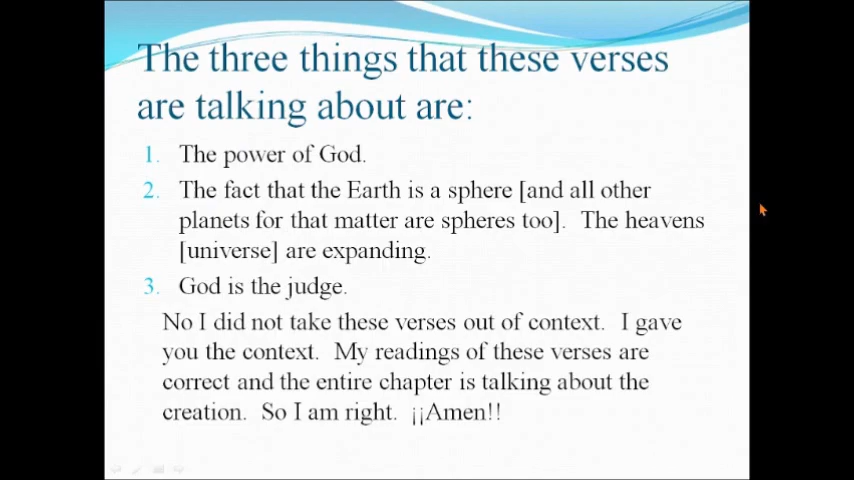 The three things that these verses
are talking about are:
1. The power of God.
2. The fact that the Earth is a sphere [and all other
planets for that matter are spheres too].  The heavens
[universe] are expanding.
3. God is the judge.
No I did not take these verses out of context.  I gave
you the context.  My readings of these verses are
correct and the entire chapter is talking about the
creation.  So I am right.  ¡¡Amen!!